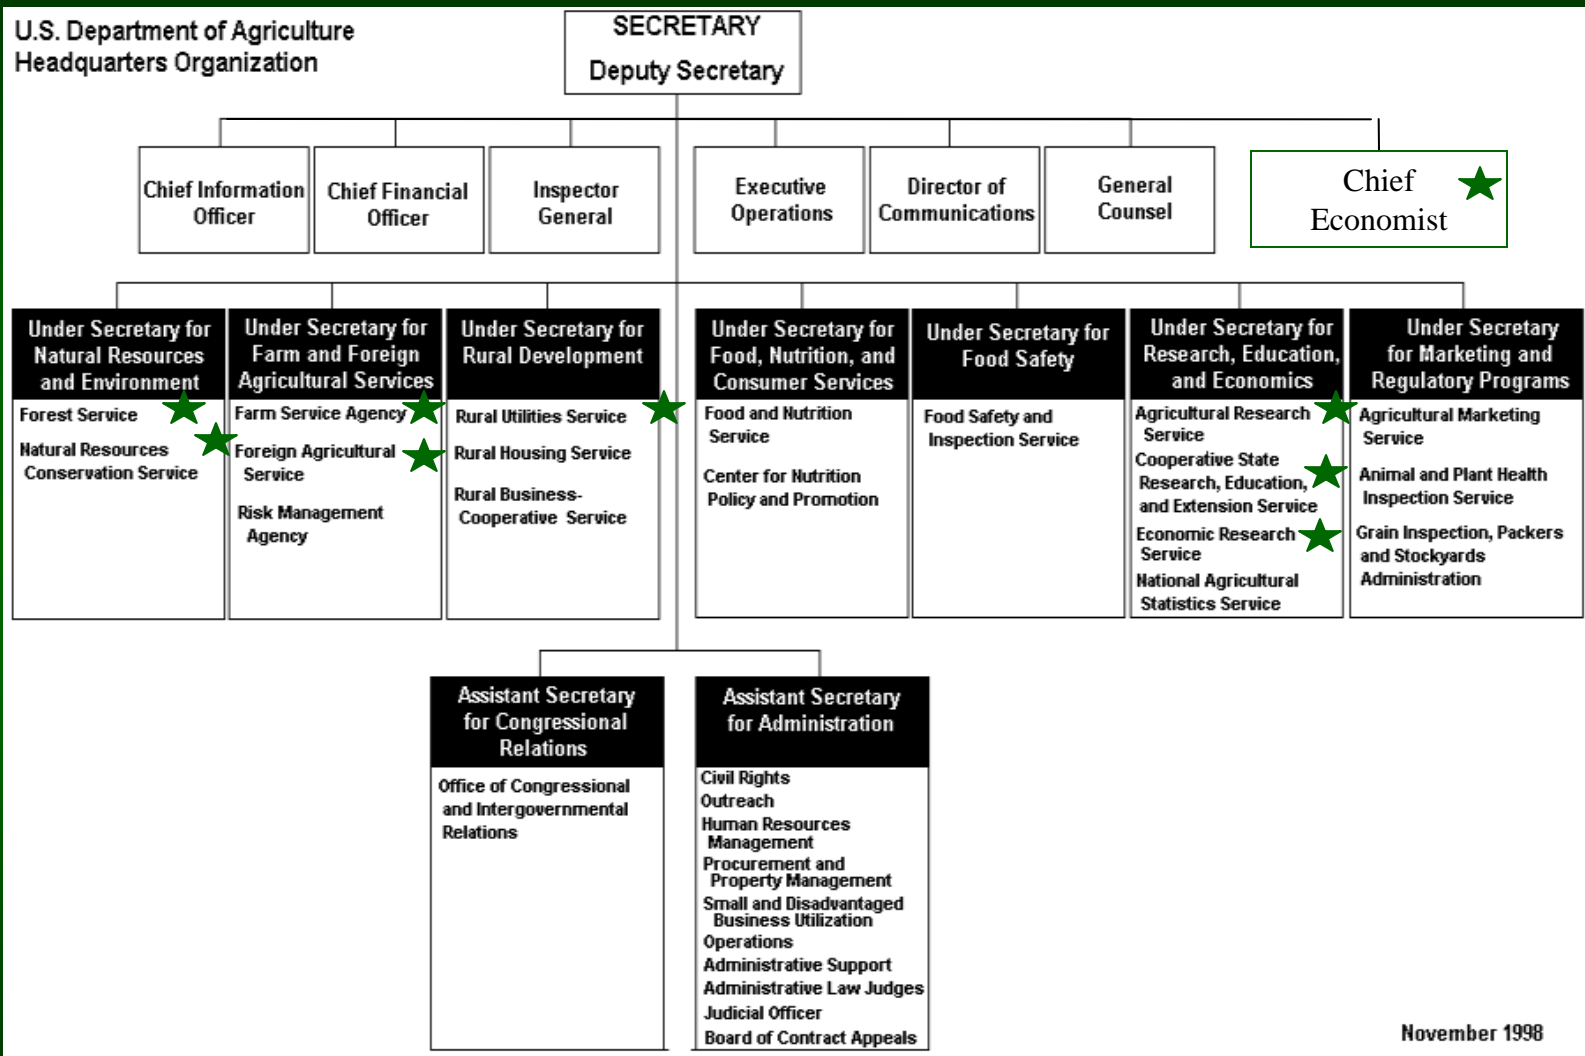 U.S. Department of Agriculture
Headquarters Organization
SECRETARY
Deputy Secretary
Chief Information
Officer
Chief Financial
Officer
Inspector
General
Executive
Operations
Director of
Communications
General
Counsel
Chief
Economist
Under Secretary for
Natural Resources
and Environment
Forest Service
Natural Resources
Conservation Service
Under Secretary for
Farm and Foreign
Agricultural Services
Farm Service Agency
Foreign Agricultural
Service
Risk Management
Agency
Under Secretary for
Rural Development
Rural Utilities Service
Rural Housing Service
Rural Business-
Cooperative Service
Under Secretary for
Food, Nutrition, and
Consumer Services
Food and Nutrition
Service
Center for Nutrition
Policy and Promotion
Under Secretary for
Food Safety
Food Safety and
Inspection Service
Under Secretary for
Research, Education,
and Economics
Agricultural Research
Service
Cooperative State
Research, Education,
and Extension Service
Economic Research
Service
National Agricultural
Statistics Service
Under Secretary
for Marketing and
Regulatory Programs
Agricultural Marketing
Service
Animal and Plant Health
Inspection Service
Grain Inspection, Packers
and Stockyards
Administration
Assistant Secretary
for Congressional
Relations
Office of Congressional
and Intergovernmental
Relations
Assistant Secretary
for Administration
Civil Rights
Outreach
Human Resources
Management
Procurement and
Property Management
Small and Disadvantaged
Business Utilization
Operations
Administrative Support
Administrative Law Judges
Judicial Officer
Board of Contract Appeals
November 1998